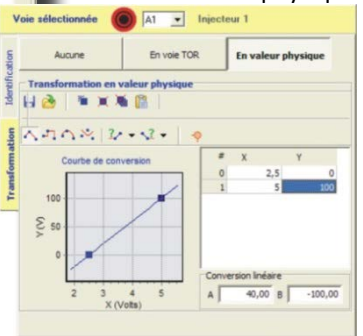 Voie sélectionnée A1 Injecteur 1
Identification
Transformation
Aucune En voie TOR En valeur physique
Transformation en valeur physique
Courbe de conversion
Y (V)
100
50
0
2 3 4 5
X (Volts)
# X Y
0 2,5 0
1 5 100
Conversion linéaire
A 40,00 B -100,00